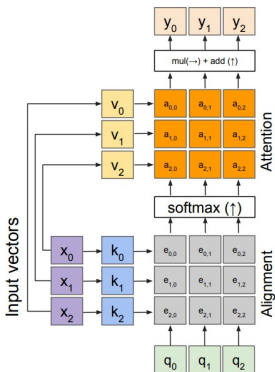 y0 y1 y2
mul(→) + add (↑)
v0 a0,0 a0,1 a0,2
v1 a1,0 a1,1 a1,2
v2 a2,0 a2,1 a2,2
Attention
softmax (↑)
Input vectors
x0 k0 e0,0 e0,1 e0,2
x1 k1 e1,0 e1,1 e1,2
x2 k2 e2,0 e2,1 e2,2
Alignment
q0 q1 q2